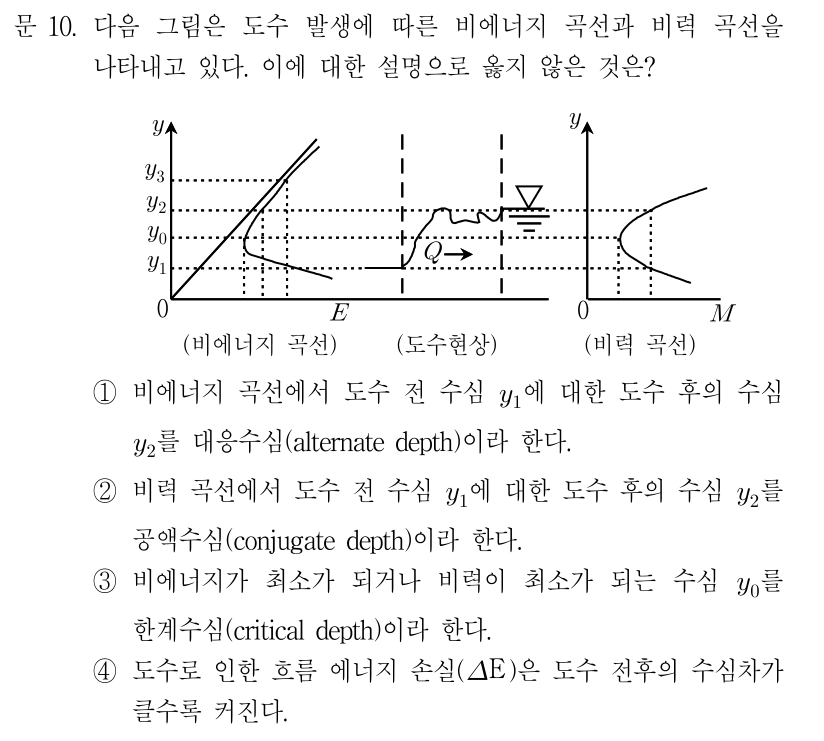 문 10. 다음 그림은 도수 발생에 따른 비에너지 곡선과 비력 곡선을
나타내고 있다. 이에 대한 설명으로 옳지 않은 것은?
y
y
y₃
y₂
y₀
y₁
Q
0
E
0
M
(비에너지 곡선)
(도수현상)
(비력 곡선)
① 비에너지 곡선에서 도수 전 수심 y₁에 대한 도수 후의 수심
y₂를 대응수심(alternate depth)이라 한다.
② 비력 곡선에서 도수 전 수심 y₁에 대한 도수 후의 수심 y₂를
공액수심(conjugate depth)이라 한다.
③ 비에너지가 최소가 되거나 비력이 최소가 되는 수심 y₀를
한계수심(critical depth)이라 한다.
④ 도수로 인한 흐름 에너지 손실(ΔE)은 도수 전후의 수심차가
클수록 커진다.